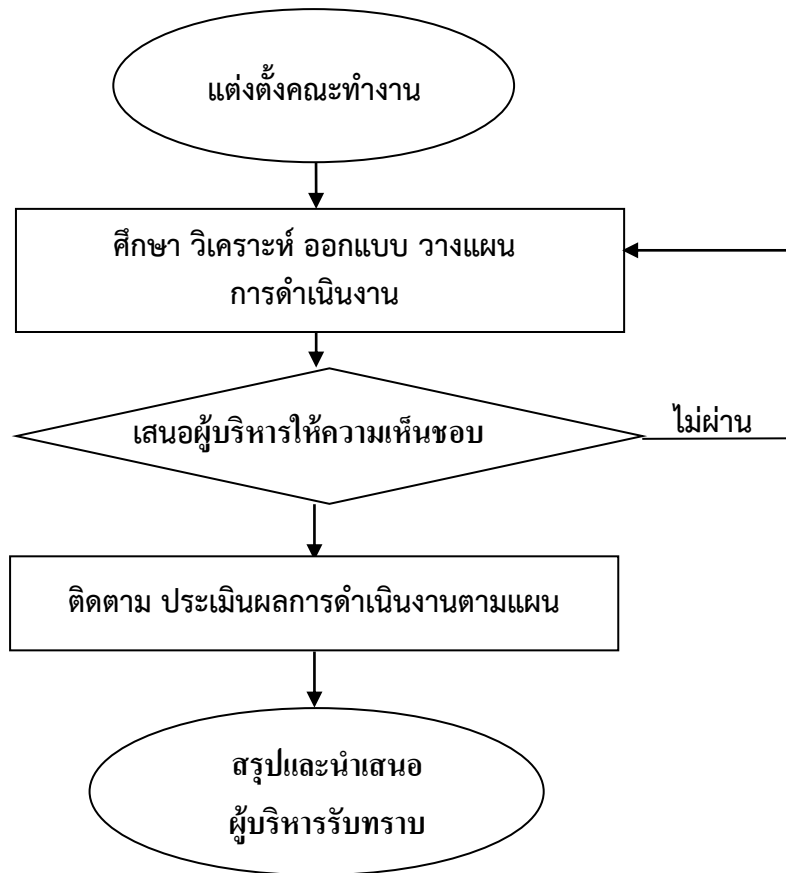 แต่งตั้งคณะทำงาน
ศึกษา วิเคราะห์ ออกแบบ วางแผน
การดำเนินงาน
เสนอผู้บริหารให้ความเห็นชอบ
ไม่ผ่าน
ติดตาม ประเมินผลการดำเนินงานตามแผน
สรุปและนำเสนอ
ผู้บริหารรับทราบ